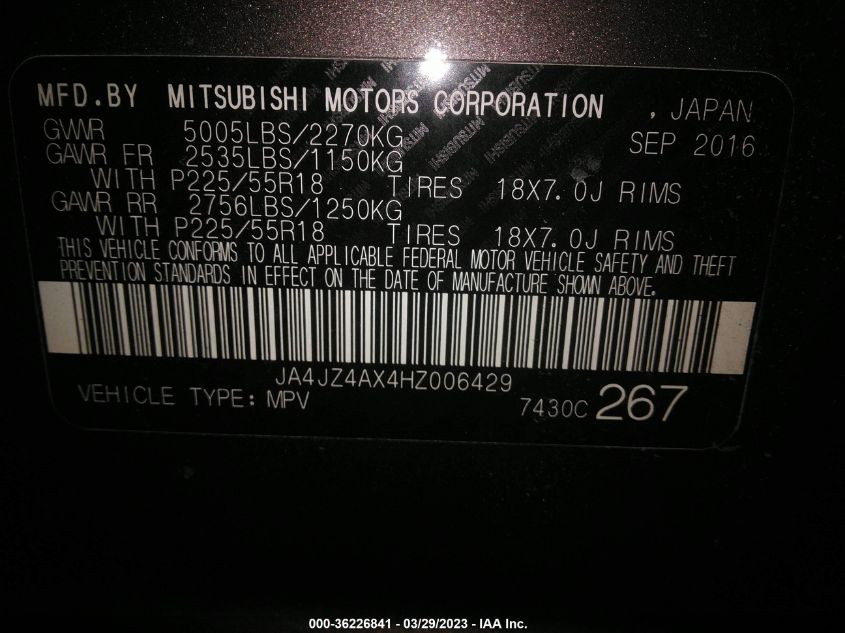 MFD.BY MITSUBISHI MOTORS CORPORATION , JAPAN
GVWR 5005LBS/2270KG SEP 2016
GAWR FR 2535LBS/1150KG
WITH P225/55R18 TIRES 18X7.0J RIMS
GAWR RR 2756LBS/1250KG
WITH P225/55R18 TIRES 18X7.0J RIMS
THIS VEHICLE CONFORMS TO ALL APPLICABLE FEDERAL MOTOR VEHICLE SAFETY AND THEFT
PREVENTION STANDARDS IN EFFECT ON THE DATE OF MANUFACTURE SHOWN ABOVE.
JA4JZ4AX4HZ006429
VEHICLE TYPE: MPV 7430C 267
000-36226841 - 03/29/2023 - IAA Inc.